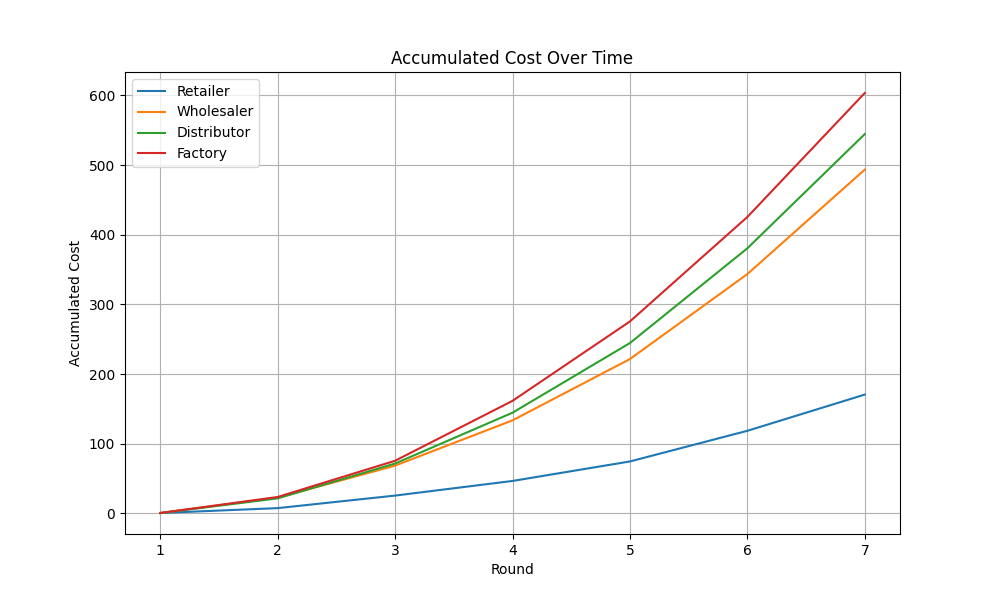 Accumulated Cost Over Time
Retailer
Wholesaler
Distributor
Factory
Accumulated Cost
600
500
400
300
200
100
0
1 2 3 4 5 6 7
Round